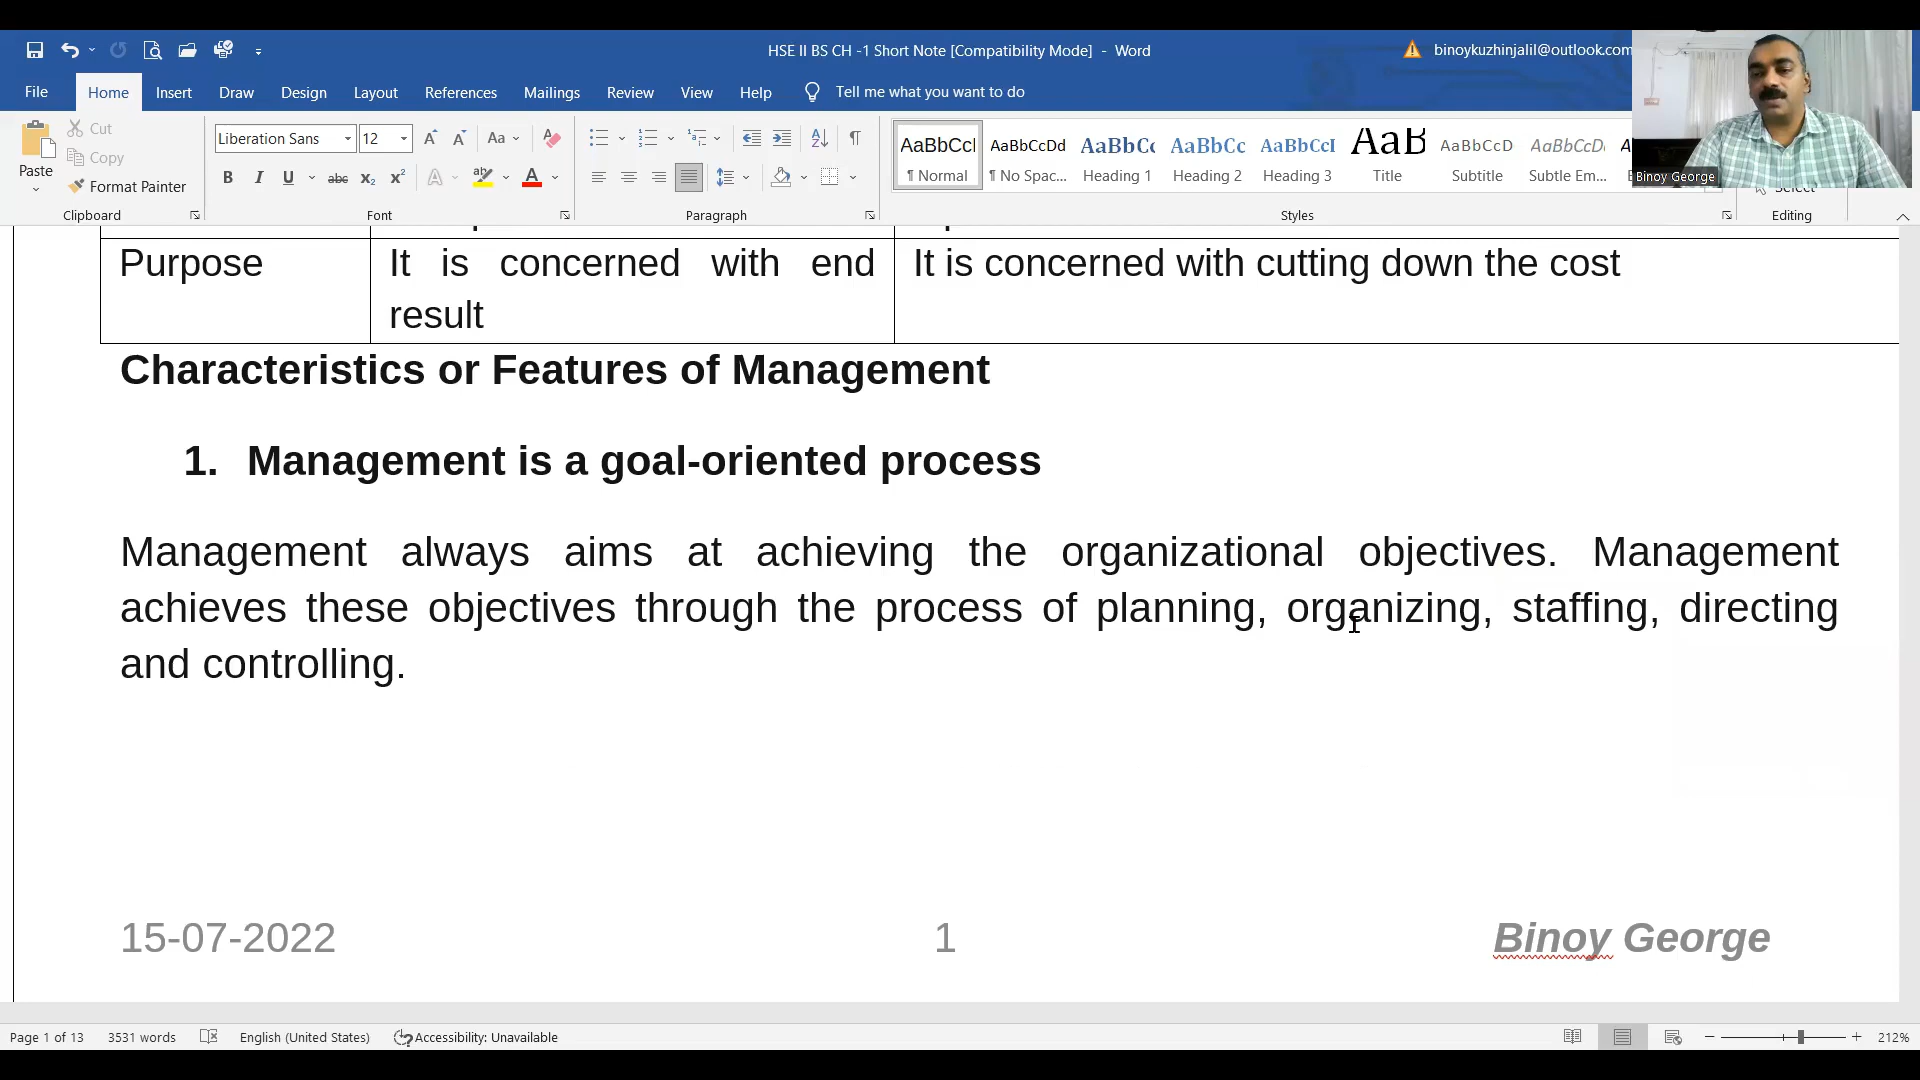 HSE II BS CH -1 Short Note [Compatibility Mode] - Word
binoykuzhinjalil@outlook.com
File Home Insert Draw Design Layout References Mailings Review View Help Tell me what you want to do
Paste
Cut
Copy
Format Painter
Clipboard
Liberation Sans 12
Font
Paragraph
AaBbCcI AaBbCcDd AaBbCc AaBbCc AaBbCcI AaB AaBbCcD AaBbCcDc
¶ Normal ¶ No Spac... Heading 1 Heading 2 Heading 3 Title Subtitle Subtle Em...
Styles
Select
Editing
Binoy George
Purpose
It is concerned with end
result
It is concerned with cutting down the cost
Characteristics or Features of Management
1. Management is a goal-oriented process
Management always aims at achieving the organizational objectives. Management
achieves these objectives through the process of planning, organizing, staffing, directing
and controlling.
15-07-2022 1 Binoy George
Page 1 of 13 3531 words English (United States) Accessibility: Unavailable 212%